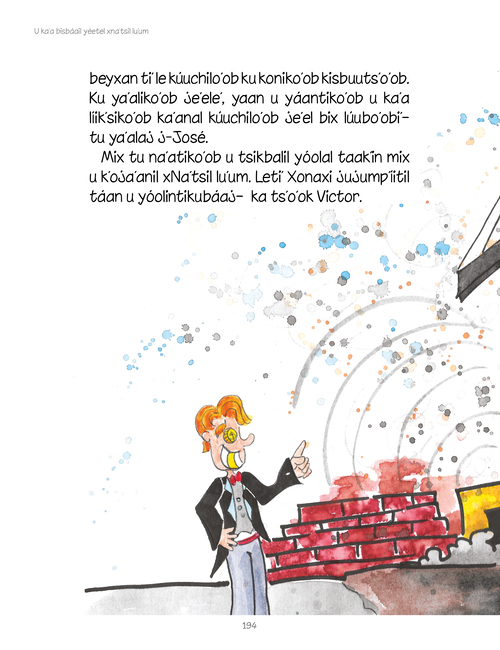 U ka'a bisbáail yéetel xna'tsil lu'um
beyxan ti' le kúuchilo'ob ku koniko'ob kisbuuts'o'ob.
Ku ya'aliko'ob je'ele', yaan u yáantiko'ob u ka'a
liik'siko'ob ka'anal kúuchilo'ob je'el bix lúubo'obi'-
tu ya'alaj j-José.
Mix tu na'atiko'ob u tsikbalil yóolal taak'in mix
u k'oja'anil xNa'tsil lu'um. Leti' Xonaxi jujump'iitil
táan u yóolintikubáaj- ka ts'o'ok Victor.
194